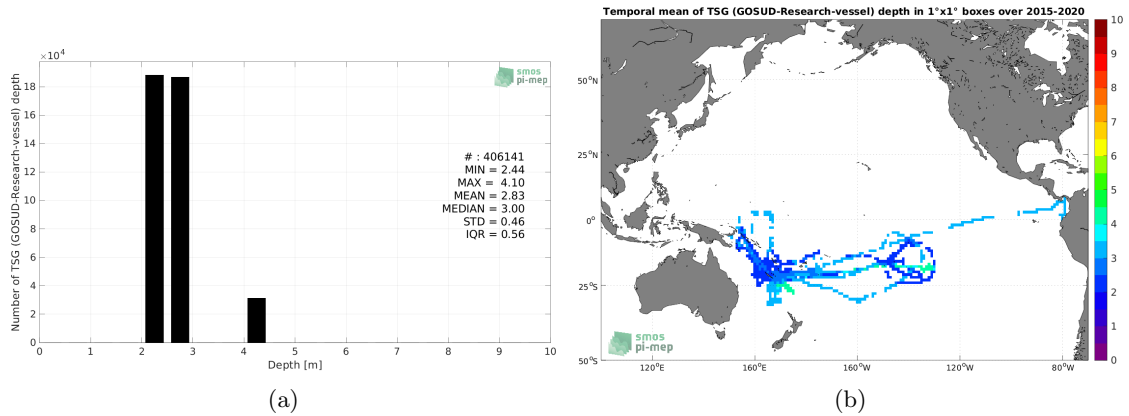 ×10⁴
18
16
14
12
10
8
6
4
2
0
Number of TSG (GOSUD-Research-vessel) depth
0 1 2 3 4 5 6 7 8 9 10
Depth [m]
smos
pi-mep
# : 406141
MIN = 2.44
MAX = 4.10
MEAN = 2.83
MEDIAN = 3.00
STD = 0.46
IQR = 0.56
(a)
Temporal mean of TSG (GOSUD-Research-vessel) depth in 1°x1° boxes over 2015-2020
50°N
25°N
0°
25°S
50°S
120°E 160°E 160°W 120°W 80°W
smos
pi-mep
10
9
8
7
6
5
4
3
2
1
0
(b)